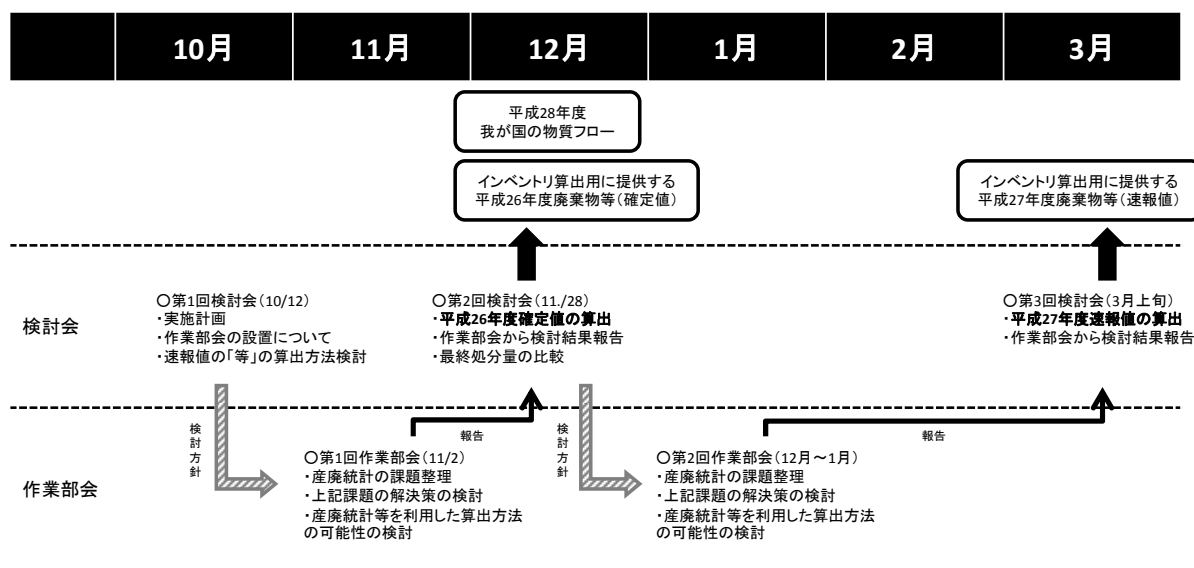 10月 11月 12月 1月 2月 3月
平成28年度
我が国の物質フロー
インベントリ算出用に提供する
平成26年度廃棄物等(確定値)
インベントリ算出用に提供する
平成27年度廃棄物等(速報値)
検討会
○第1回検討会(10/12)
・実施計画
・作業部会の設置について
・速報値の「等」の算出方法検討
○第2回検討会(11./28)
・平成26年度確定値の算出
・作業部会から検討結果報告
・最終処分量の比較
○第3回検討会(3月上旬)
・平成27年度速報値の算出
・作業部会から検討結果報告
検討方針
報告
検討方針
報告
作業部会
○第1回作業部会(11/2)
・産廃統計の課題整理
・上記課題の解決策の検討
・産廃統計等を利用した算出方法
の可能性の検討
○第2回作業部会(12月~1月)
・産廃統計の課題整理
・上記課題の解決策の検討
・産廃統計等を利用した算出方法
の可能性の検討